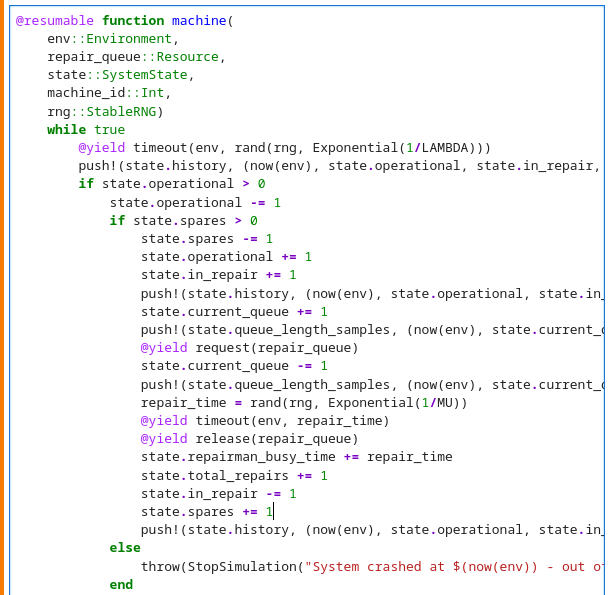 @resumable function machine(
    env::Environment,
    repair_queue::Resource,
    state::SystemState,
    machine_id::Int,
    rng::StableRNG)
    while true
        @yield timeout(env, rand(rng, Exponential(1/LAMBDA)))
        push!(state.history, (now(env), state.operational, state.in_repair,
        if state.operational > 0
            state.operational -= 1
            if state.spares > 0
                state.spares -= 1
                state.operational += 1
                state.in_repair += 1
                push!(state.history, (now(env), state.operational, state.in_
                state.current_queue += 1
                push!(state.queue_length_samples, (now(env), state.current_
                @yield request(repair_queue)
                state.current_queue -= 1
                push!(state.queue_length_samples, (now(env), state.current_
                repair_time = rand(rng, Exponential(1/MU))
                @yield timeout(env, repair_time)
                @yield release(repair_queue)
                state.repairman_busy_time += repair_time
                state.total_repairs += 1
                state.in_repair -= 1
                state.spares += 1
                push!(state.history, (now(env), state.operational, state.in_
            else
                throw(StopSimulation("System crashed at $(now(env)) - out
            end